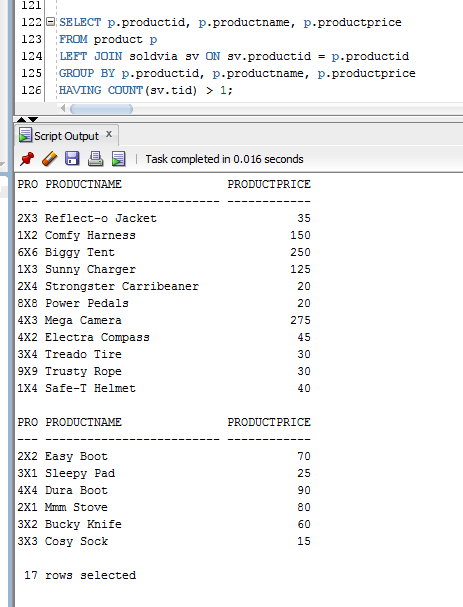 121
122 SELECT p.productid, p.productname, p.productprice
123 FROM product p
124 LEFT JOIN soldvia sv ON sv.productid = p.productid
125 GROUP BY p.productid, p.productname, p.productprice
126 HAVING COUNT(sv.tid) > 1;
Script Output x
Task completed in 0.016 seconds
PRO PRODUCTNAME PRODUCTPRICE
--- ------------------------- ------------
2X3 Reflect-o Jacket 35
1X2 Comfy Harness 150
6X6 Biggy Tent 250
1X3 Sunny Charger 125
2X4 Strongster Carribeaner 20
8X8 Power Pedals 20
4X3 Mega Camera 275
4X2 Electra Compass 45
3X4 Treado Tire 30
9X9 Trusty Rope 30
1X4 Safe-T Helmet 40
PRO PRODUCTNAME PRODUCTPRICE
--- ------------------------- ------------
2X2 Easy Boot 70
3X1 Sleepy Pad 25
4X4 Dura Boot 90
2X1 Mmm Stove 80
3X2 Bucky Knife 60
3X3 Cosy Sock 15
17 rows selected